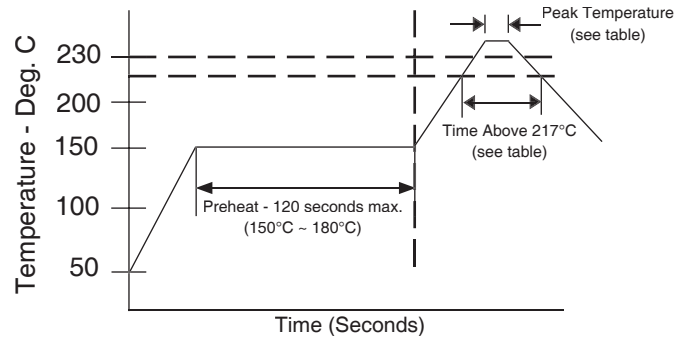 Peak Temperature
(see table)
Temperature - Deg. C
230
200
150
100
50
Time Above 217°C
(see table)
Preheat - 120 seconds max.
(150°C ~ 180°C)
Time (Seconds)